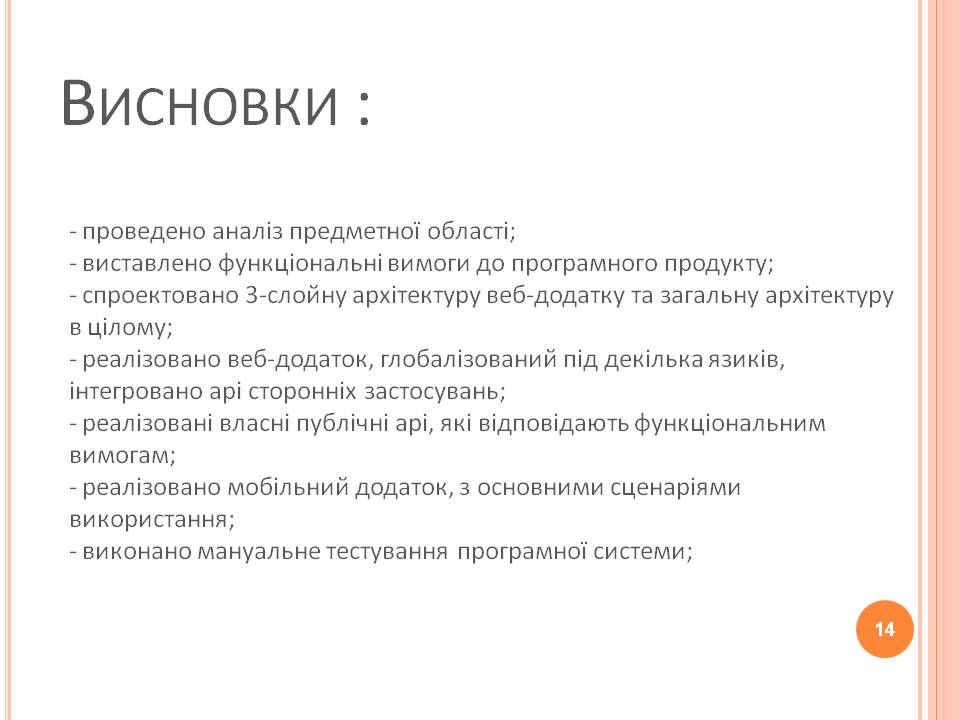 Висновки :
- проведено аналіз предметної області;
- виставлено функціональні вимоги до програмного продукту;
- спроектовано 3-слойну архітектуру веб-додатку та загальну архітектуру
в цілому;
- реалізовано веб-додаток, глобалізований під декілька язиків,
інтегровано арі сторонніх застосувань;
- реалізовані власні публічні арі, які відповідають функціональним
вимогам;
- реалізовано мобільний додаток, з основними сценаріями
використання;
- виконано мануальне тестування програмної системи;
14